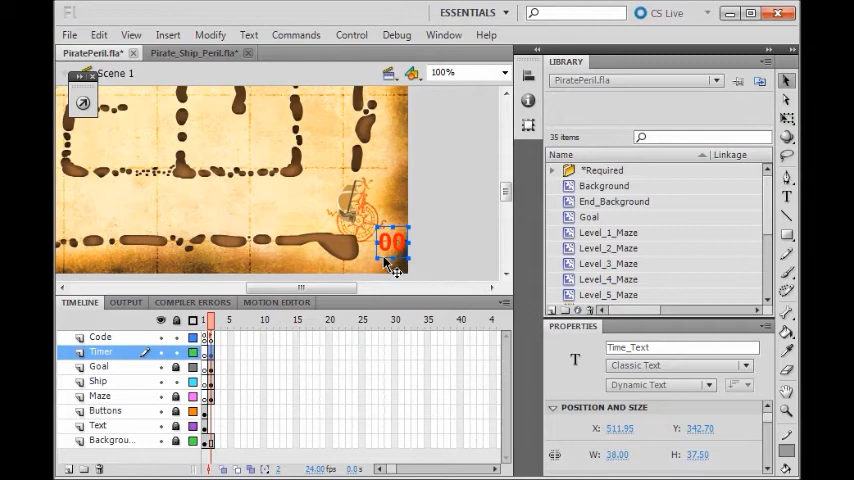 Fl
ESSENTIALS
CS Live
File Edit View Insert Modify Text Commands Control Debug Window Help
PiratePeril.fla* Pirate_Ship_Peril.fla*
Scene 1
100%
00
LIBRARY
PiratePeril.fla
35 items
Name Linkage
*Required
Background
End_Background
Goal
Level_1_Maze
Level_2_Maze
Level_3_Maze
Level_4_Maze
Level_5_Maze
PROPERTIES
Time_Text
Classic Text
Dynamic Text
POSITION AND SIZE
X: 511.95 Y: 342.70
W: 38.00 H: 37.50
TIMELINE OUTPUT COMPILER ERRORS MOTION EDITOR
1 5 10 15 20 25 30 35 40 4
Code
Timer
Goal
Ship
Maze
Buttons
Text
Backgrou...
2 24.00 fps 0.0 s
T